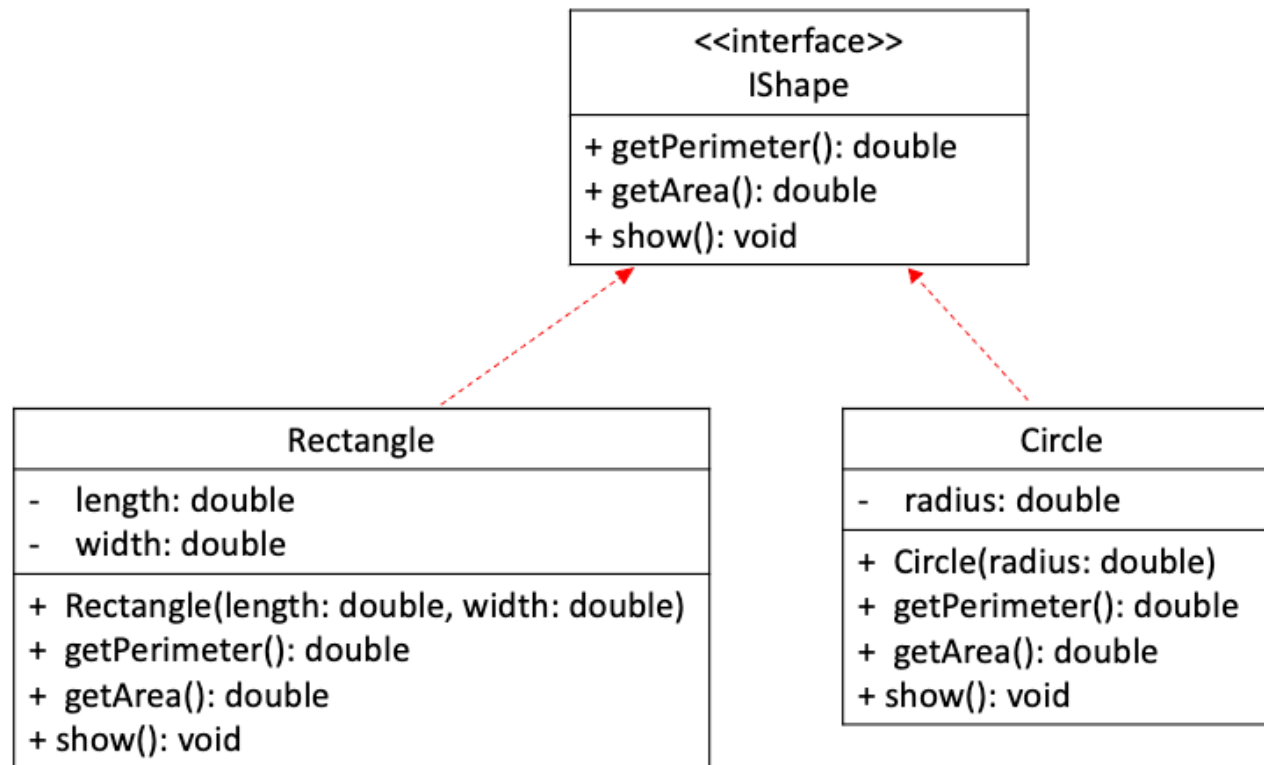 <<interface>>
IShape
+ getPerimeter(): double
+ getArea(): double
+ show(): void
Rectangle
- length: double
- width: double
+ Rectangle(length: double, width: double)
+ getPerimeter(): double
+ getArea(): double
+ show(): void
Circle
- radius: double
+ Circle(radius: double)
+ getPerimeter(): double
+ getArea(): double
+ show(): void